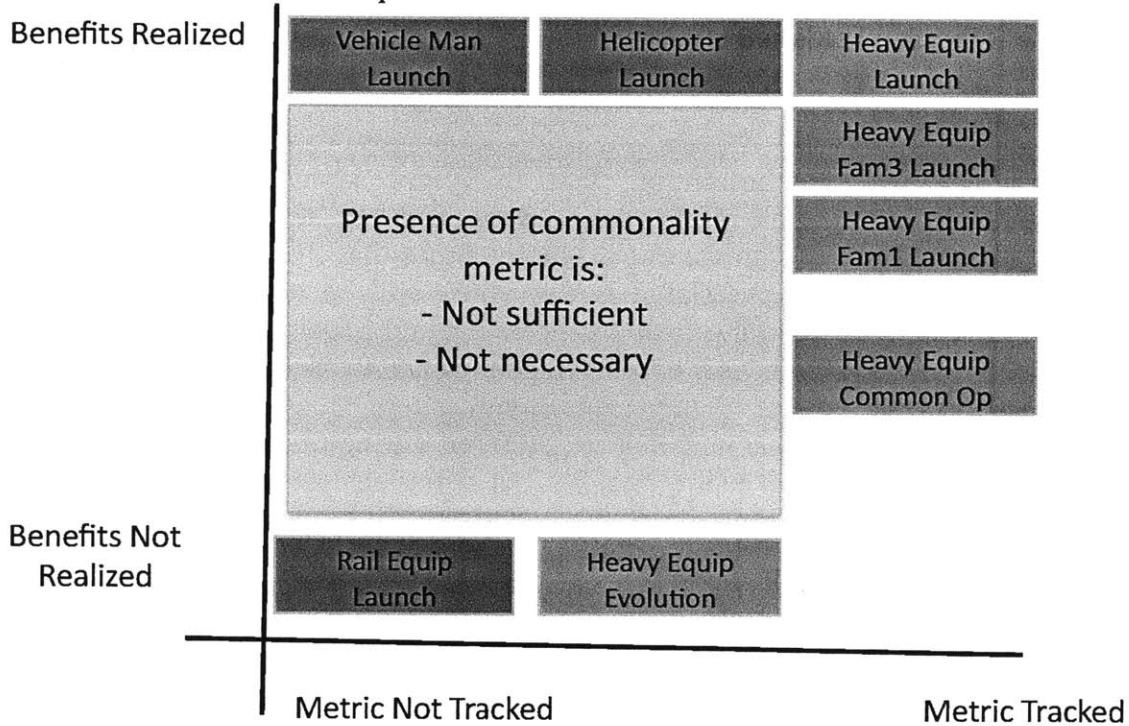 Benefits Realized
Vehicle Man
Launch
Helicopter
Launch
Heavy Equip
Launch
Heavy Equip
Fam3 Launch
Heavy Equip
Fam1 Launch
Presence of commonality
metric is:
- Not sufficient
- Not necessary
Heavy Equip
Common Op
Benefits Not
Realized
Rail Equip
Launch
Heavy Equip
Evolution
Metric Not Tracked
Metric Tracked